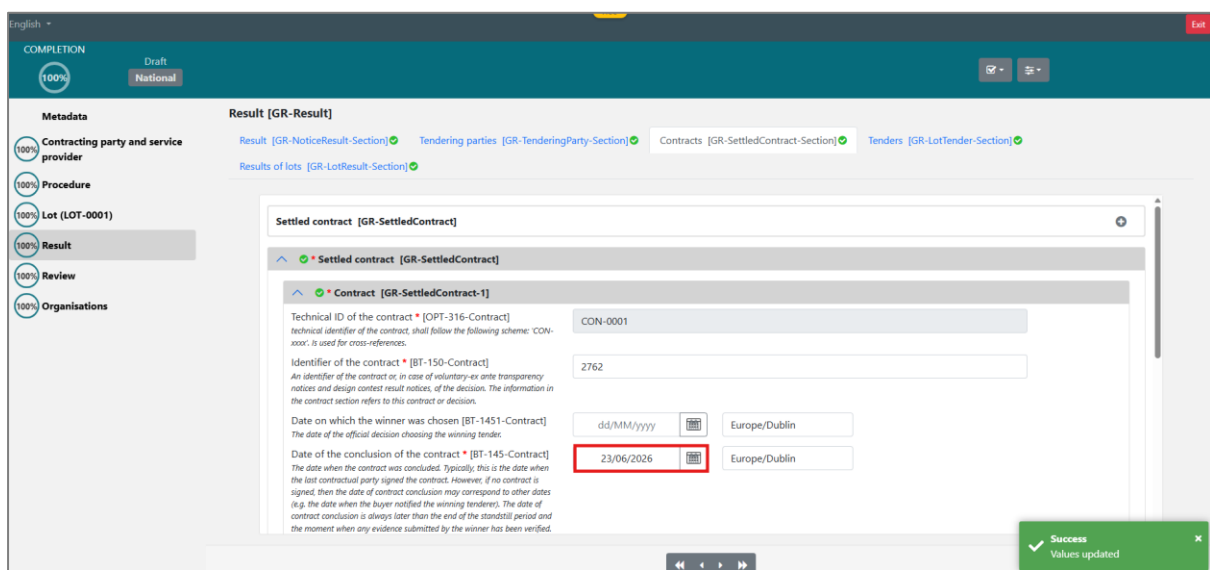 English
Exit
COMPLETION
100%
Draft
National
Metadata
100% Contracting party and service
provider
100% Procedure
100% Lot (LOT-0001)
100% Result
100% Review
100% Organisations
Result [GR-Result]
Result [GR-NoticeResult-Section]
Tendering parties [GR-TenderingParty-Section]
Contracts [GR-SettledContract-Section]
Tenders [GR-LotTender-Section]
Results of lots [GR-LotResult-Section]
Settled contract [GR-SettledContract]
* Settled contract [GR-SettledContract]
* Contract [GR-SettledContract-1]
Technical ID of the contract * [OPT-316-Contract]
technical identifier of the contract, shall follow the following scheme: 'CON-
xxxx'. Is used for cross-references.
CON-0001
Identifier of the contract * [BT-150-Contract]
An identifier of the contract or, in case of voluntary-ex ante transparency
notices and design contest result notices, of the decision. The information in
the contract section refers to this contract or decision.
2762
Date on which the winner was chosen [BT-1451-Contract]
The date of the official decision choosing the winning tender.
dd/MM/yyyy
Europe/Dublin
Date of the conclusion of the contract * [BT-145-Contract]
The date when the contract was concluded. Typically, this is the date when
the last contractual party signed the contract. However, if no contract is
signed, then the date of contract conclusion may correspond to other dates
(e.g. the date when the buyer notified the winning tenderer). The date of
contract conclusion is always later than the end of the standstill period and
the moment when any evidence submitted by the winner has been verified.
23/06/2026
Europe/Dublin
Success
Values updated